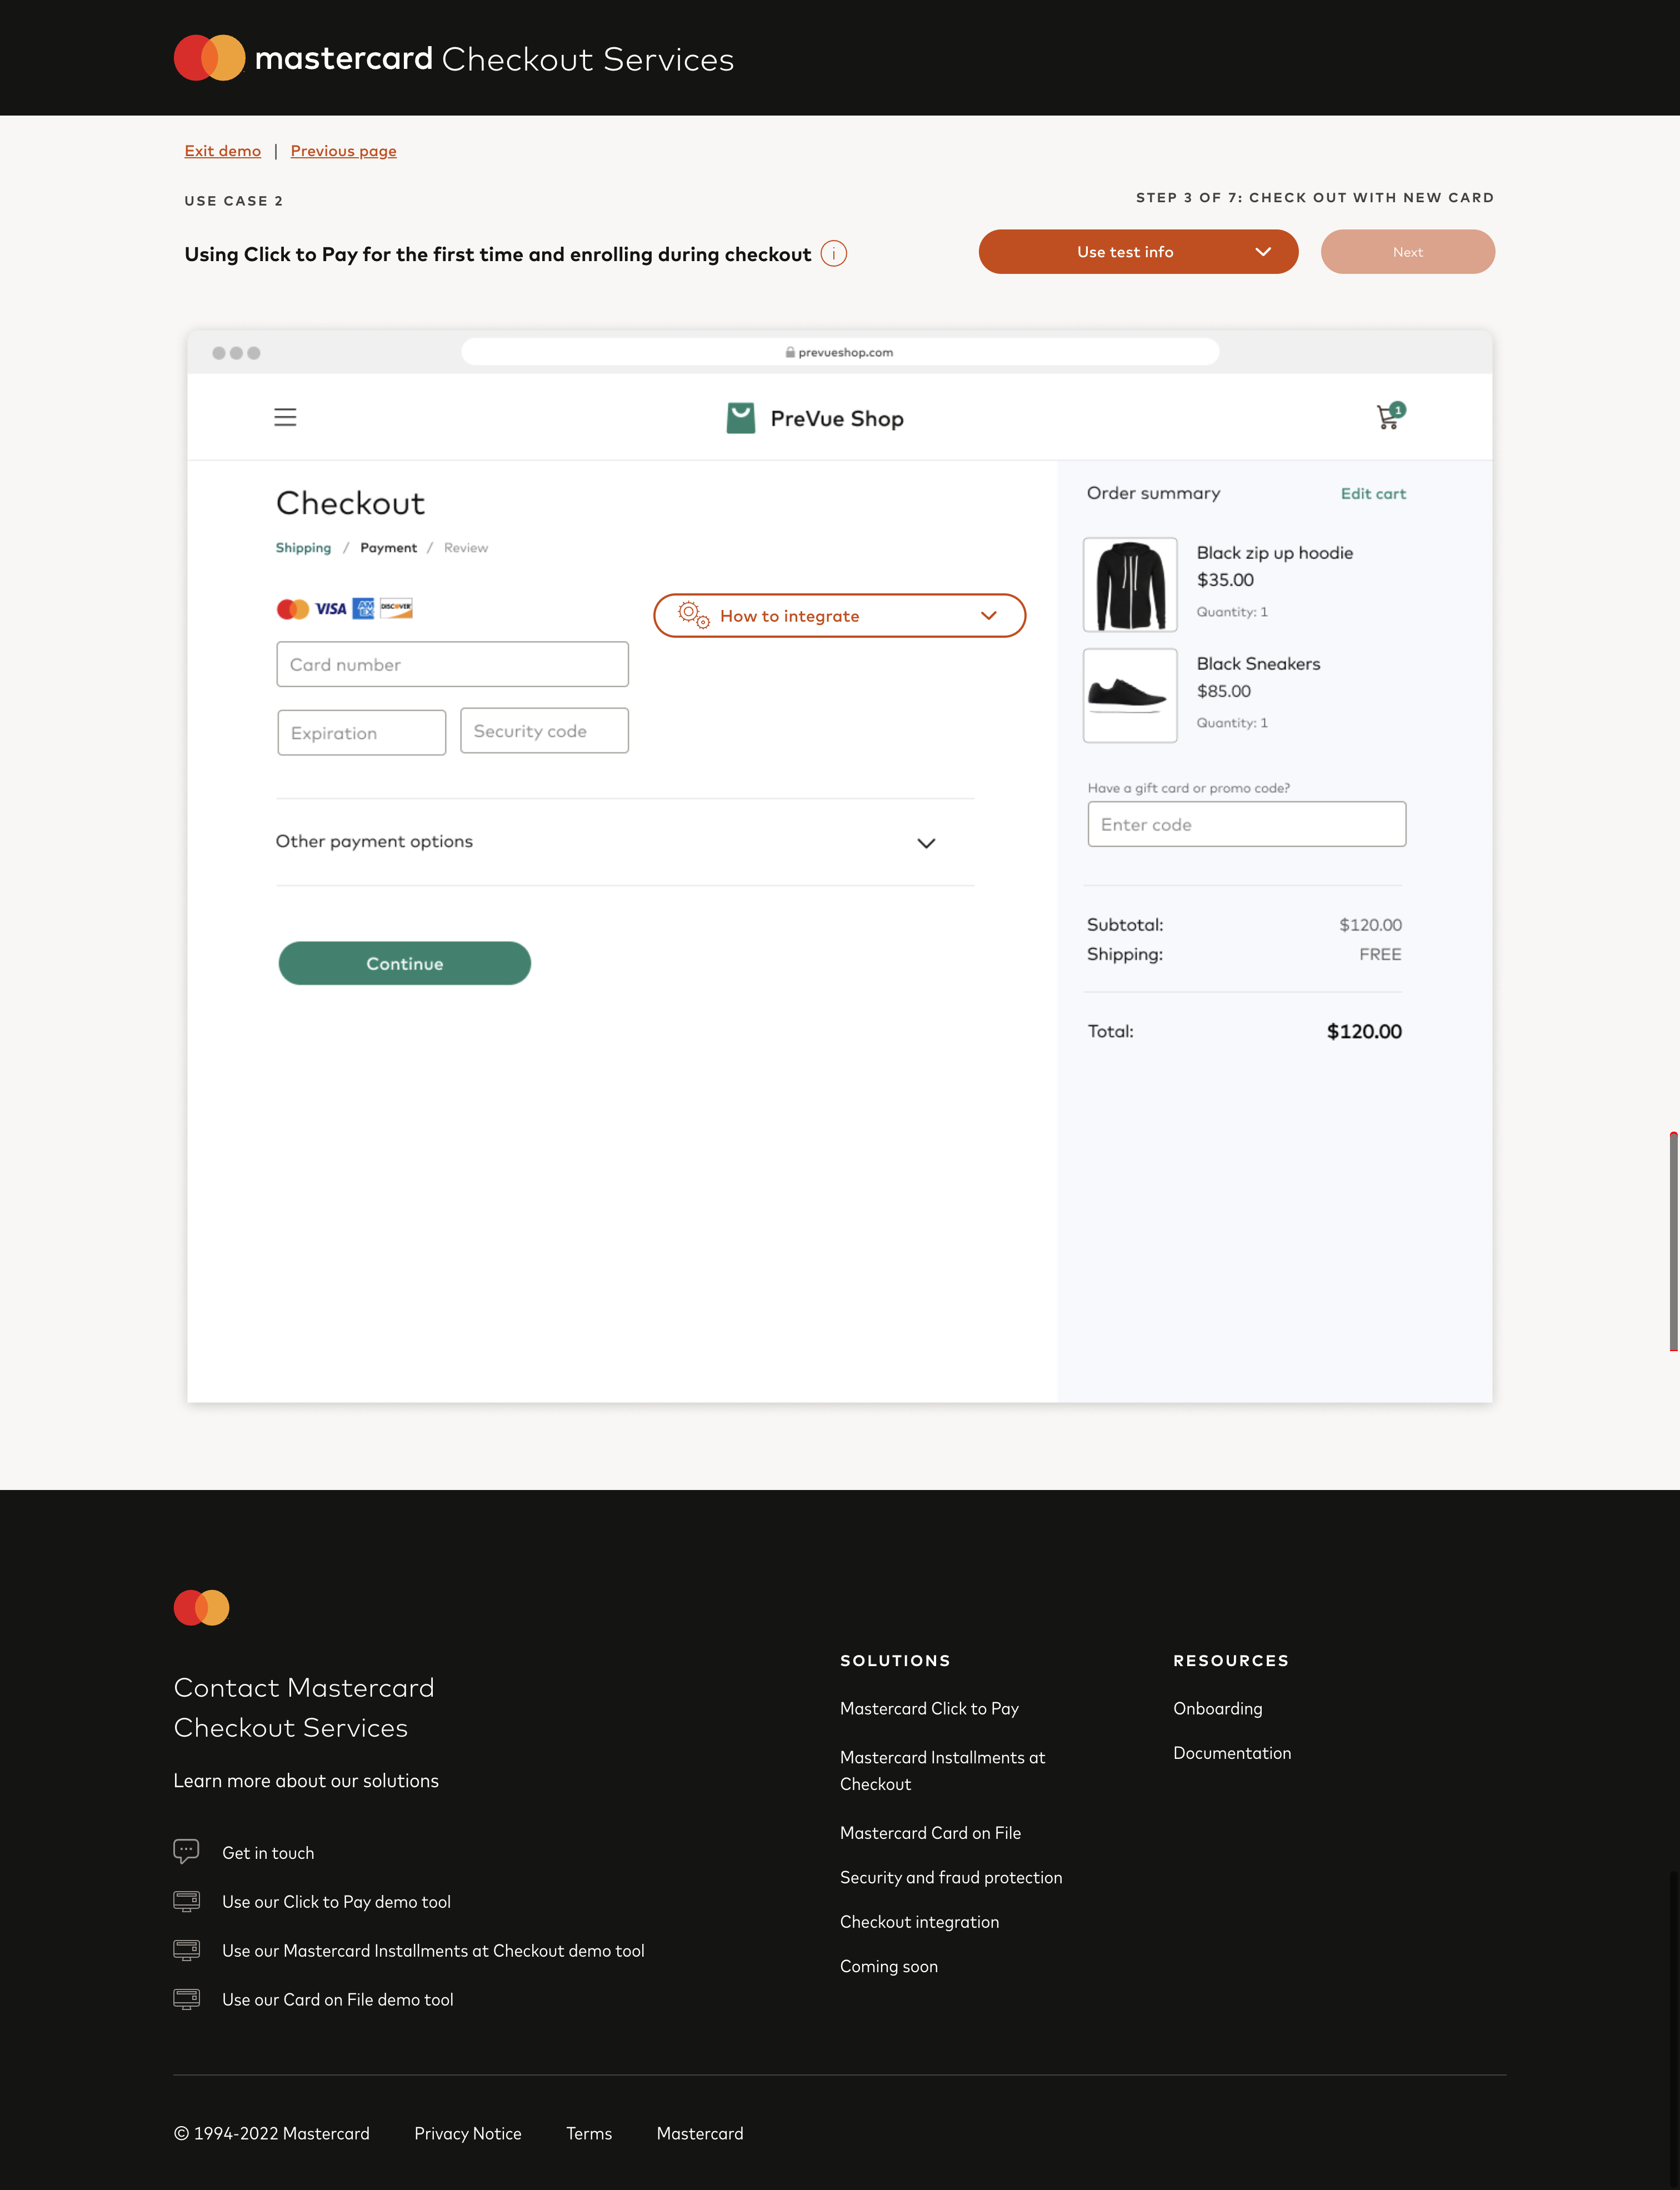 mastercard Checkout Services
Exit demo | Previous page
USE CASE 2
STEP 3 OF 7: CHECK OUT WITH NEW CARD
Using Click to Pay for the first time and enrolling during checkout i
Use test info
Next
prevueshop.com
PreVue Shop
1
Checkout
Shipping / Payment / Review
VISA AM EX DISCOVER
How to integrate
Card number
Expiration
Security code
Other payment options
Continue
Order summary
Edit cart
Black zip up hoodie
$35.00
Quantity: 1
Black Sneakers
$85.00
Quantity: 1
Have a gift card or promo code?
Enter code
Subtotal: $120.00
Shipping: FREE
Total: $120.00
Contact Mastercard
Checkout Services
Learn more about our solutions
Get in touch
Use our Click to Pay demo tool
Use our Mastercard Installments at Checkout demo tool
Use our Card on File demo tool
SOLUTIONS
Mastercard Click to Pay
Mastercard Installments at
Checkout
Mastercard Card on File
Security and fraud protection
Checkout integration
Coming soon
RESOURCES
Onboarding
Documentation
© 1994-2022 Mastercard
Privacy Notice
Terms
Mastercard